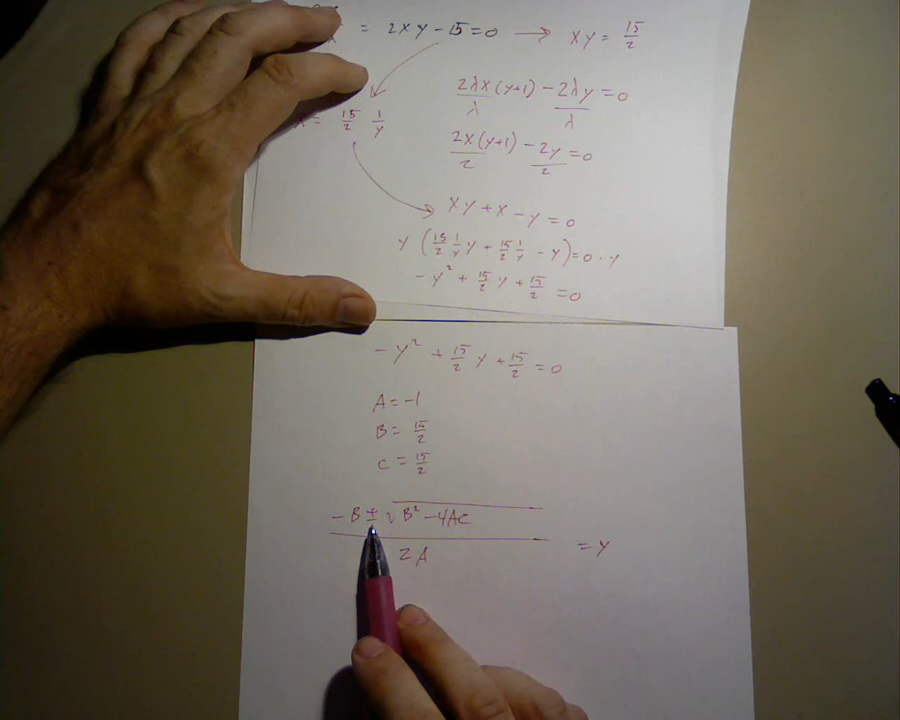 = 2xy - 15 = 0 → xy = 15/2
2λx(y+1)/λ - 2λy/λ = 0
x = 15/2 1/y
2x(y+1)/2 - 2y/2 = 0
xy + x - y = 0
y (15/2 1/y y + 15/2 1/y - y) = 0 · y
-y² + 15/2 y + 15/2 = 0
-y² + 15/2 y + 15/2 = 0
A = -1
B = 15/2
C = 15/2
-B ± √B² - 4AC / 2A = y